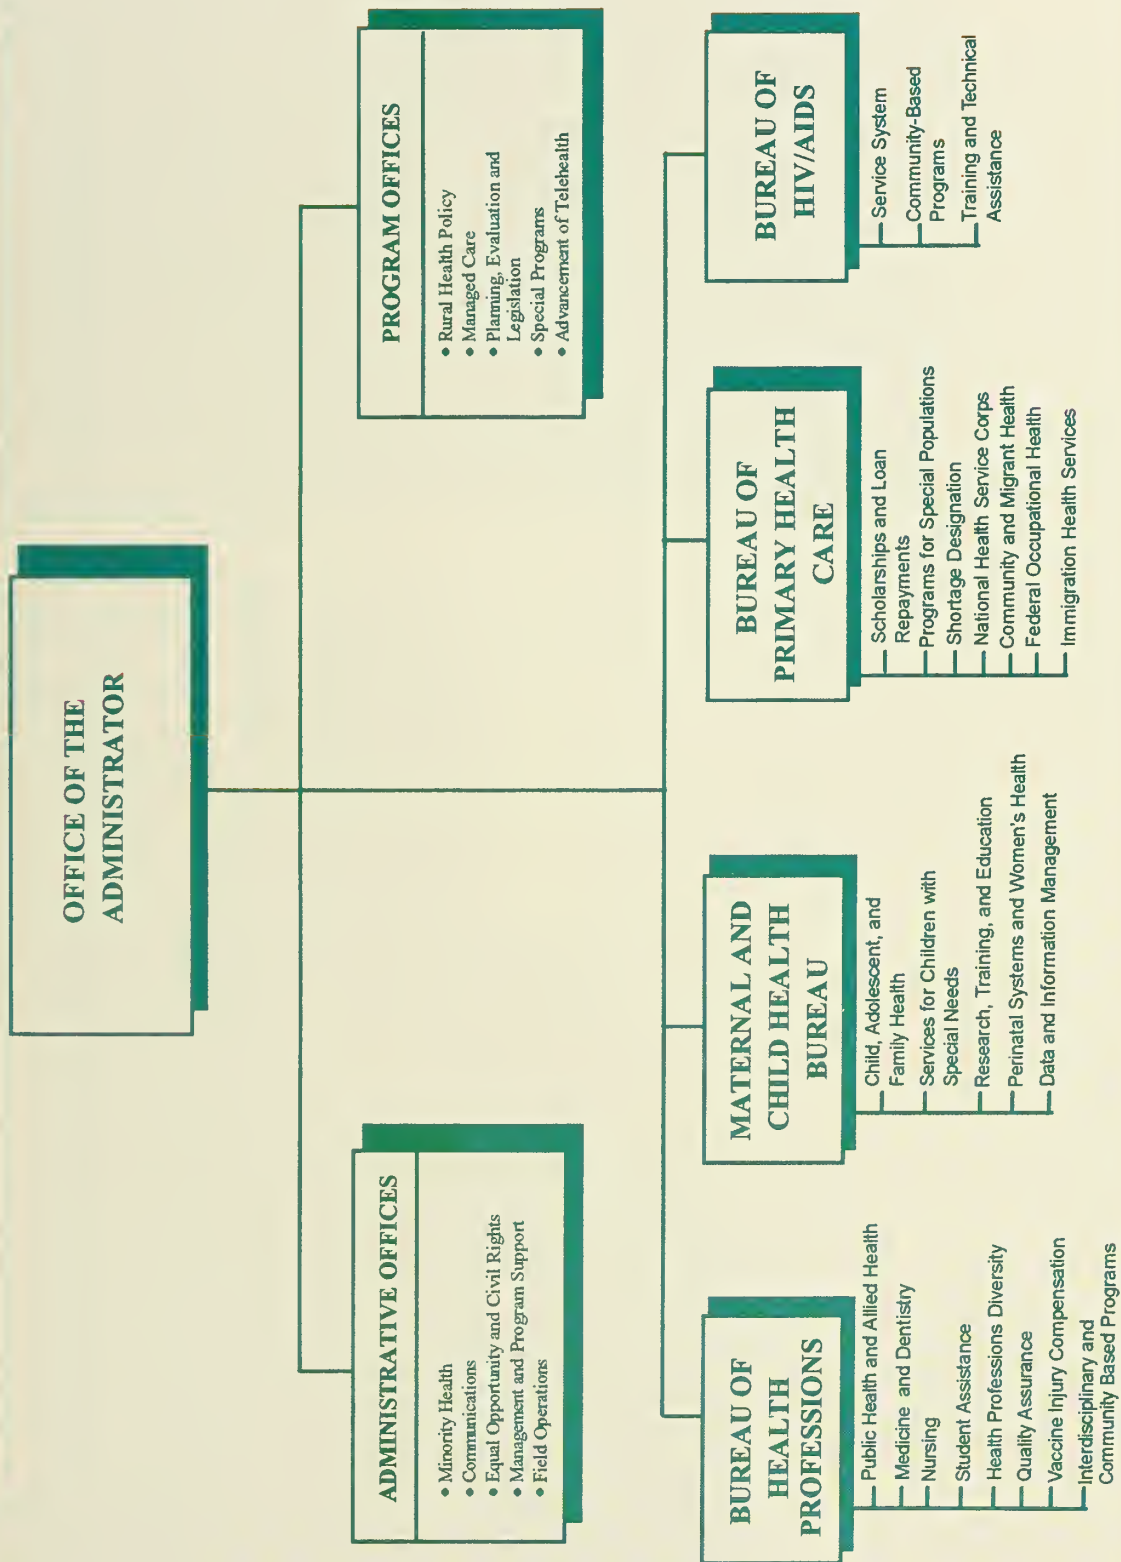 OFFICE OF THE
ADMINISTRATOR
ADMINISTRATIVE OFFICES
• Minority Health
• Communications
• Equal Opportunity and Civil Rights
• Management and Program Support
• Field Operations
PROGRAM OFFICES
• Rural Health Policy
• Managed Care
• Planning, Evaluation and
Legislation
• Special Programs
• Advancement of Telehealth
BUREAU OF
HEALTH
PROFESSIONS
Public Health and Allied Health
Medicine and Dentistry
Nursing
Student Assistance
Health Professions Diversity
Quality Assurance
Vaccine Injury Compensation
Interdisciplinary and
Community Based Programs
MATERNAL AND
CHILD HEALTH
BUREAU
Child, Adolescent, and
Family Health
Services for Children with
Special Needs
Research, Training, and Education
Perinatal Systems and Women's Health
Data and Information Management
BUREAU OF
PRIMARY HEALTH
CARE
Scholarships and Loan
Repayments
Programs for Special Populations
Shortage Designation
National Health Service Corps
Community and Migrant Health
Federal Occupational Health
Immigration Health Services
BUREAU OF
HIV/AIDS
Service System
Community-Based
Programs
Training and Technical
Assistance